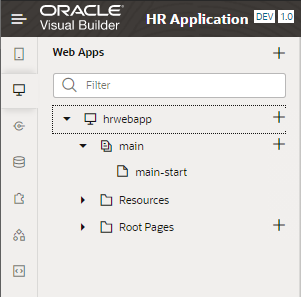 ORACLE
Visual Builder
HR Application DEV 1.0
Web Apps
Filter
hrwebapp
main
main-start
Resources
Root Pages